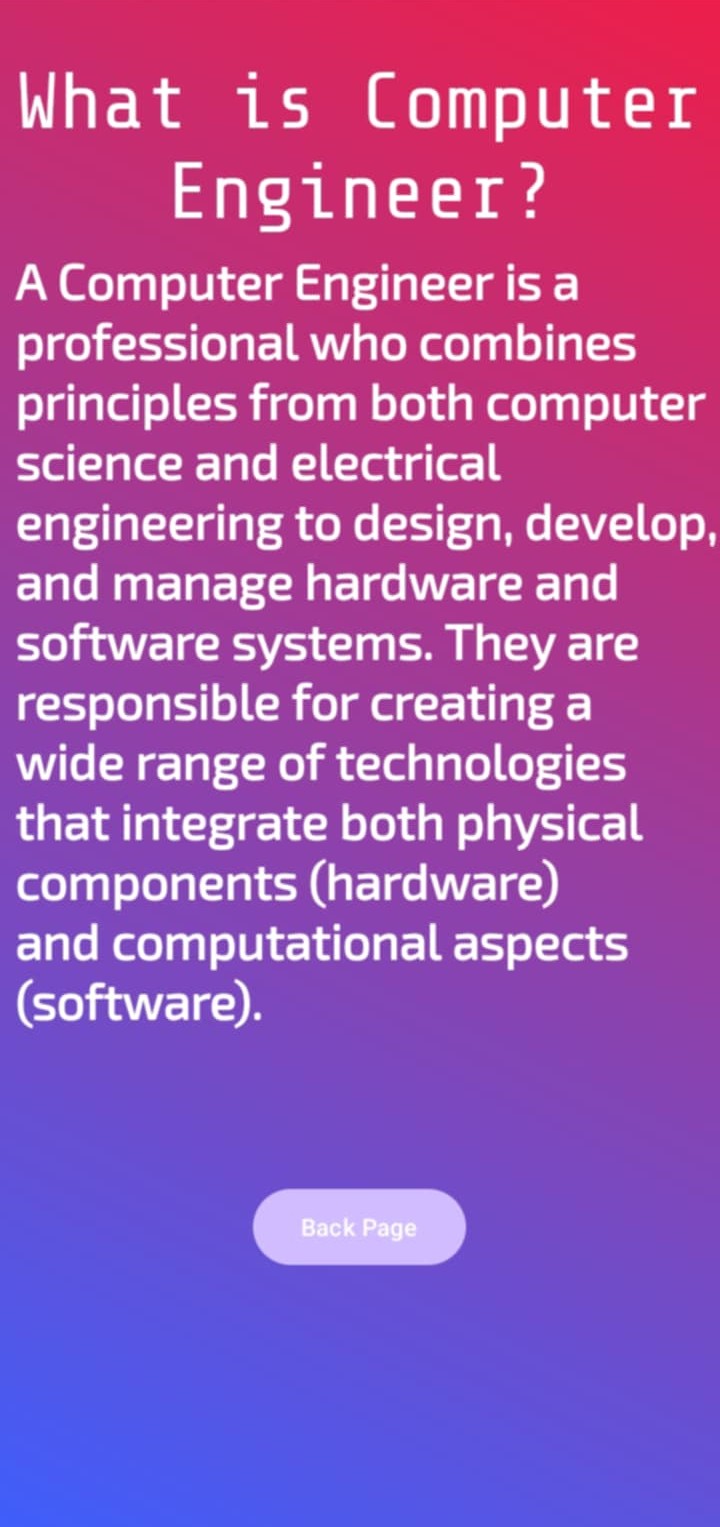 What is Computer
Engineer?
A Computer Engineer is a
professional who combines
principles from both computer
science and electrical
engineering to design, develop,
and manage hardware and
software systems. They are
responsible for creating a
wide range of technologies
that integrate both physical
components (hardware)
and computational aspects
(software).
Back Page